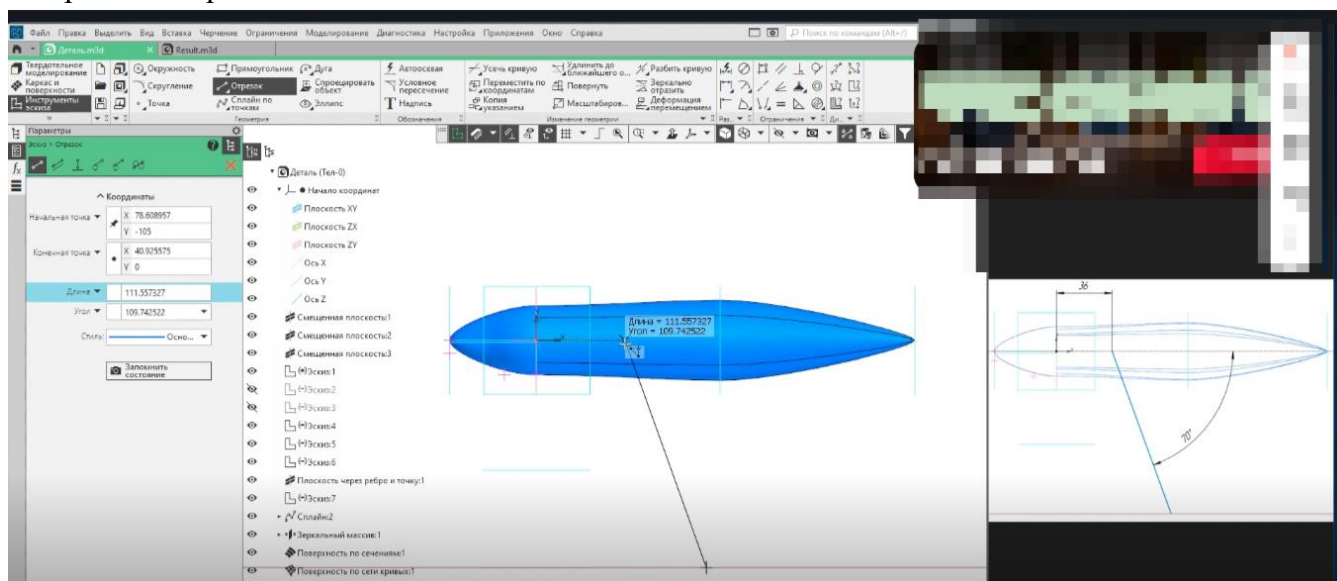 Файл Правка Выделить Вид Вставка Черчение Ограничения Моделирование Диагностика Настройка Приложения Окно Справка
Поиск по командам (Alt+/)
Деталь.m3d
Result.m3d
Твердотельное моделирование
Каркас и поверхности
Инструменты эскиза
Окружность
Скругление
Точка
Прямоугольник
Отрезок
Сплайн по точкам
Дуга
Спроецировать объект
Эллипс
Геометрия
Автоосевая
Условное пересечение
Надпись
Обозначения
Усечь кривую
Переместить по координатам
Копия указанием
Удлинить до ближайшего о...
Повернуть
Масштабиров...
Разбить кривую
Зеркально отразить
Деформация перемещением
Изменение геометрии
Раз...
Ограничения
Ди...
Параметры
Эскиз • Отрезок
Координаты
Начальная точка
X 78.608957
Y -105
Конечная точка
X 40.925575
Y 0
Длина
111.557327
Угол
109.742522
Стиль:
Осно...
Запомнить состояние
Деталь (Тел-0)
Начало координат
Плоскость XY
Плоскость ZX
Плоскость ZY
Ось X
Ось Y
Ось Z
Смещенная плоскость:1
Смещенная плоскость:2
Смещенная плоскость:3
(+)Эскиз:1
(+)Эскиз:2
(+)Эскиз:3
(+)Эскиз:4
(+)Эскиз:5
(+)Эскиз:6
Плоскость через ребро и точку:1
(+)Эскиз:7
Сплайн:2
Зеркальный массив:1
Поверхность по сечениям:1
Поверхность по сети кривых:1
Длина = 111.557327
Угол = 109.742522
36
70°